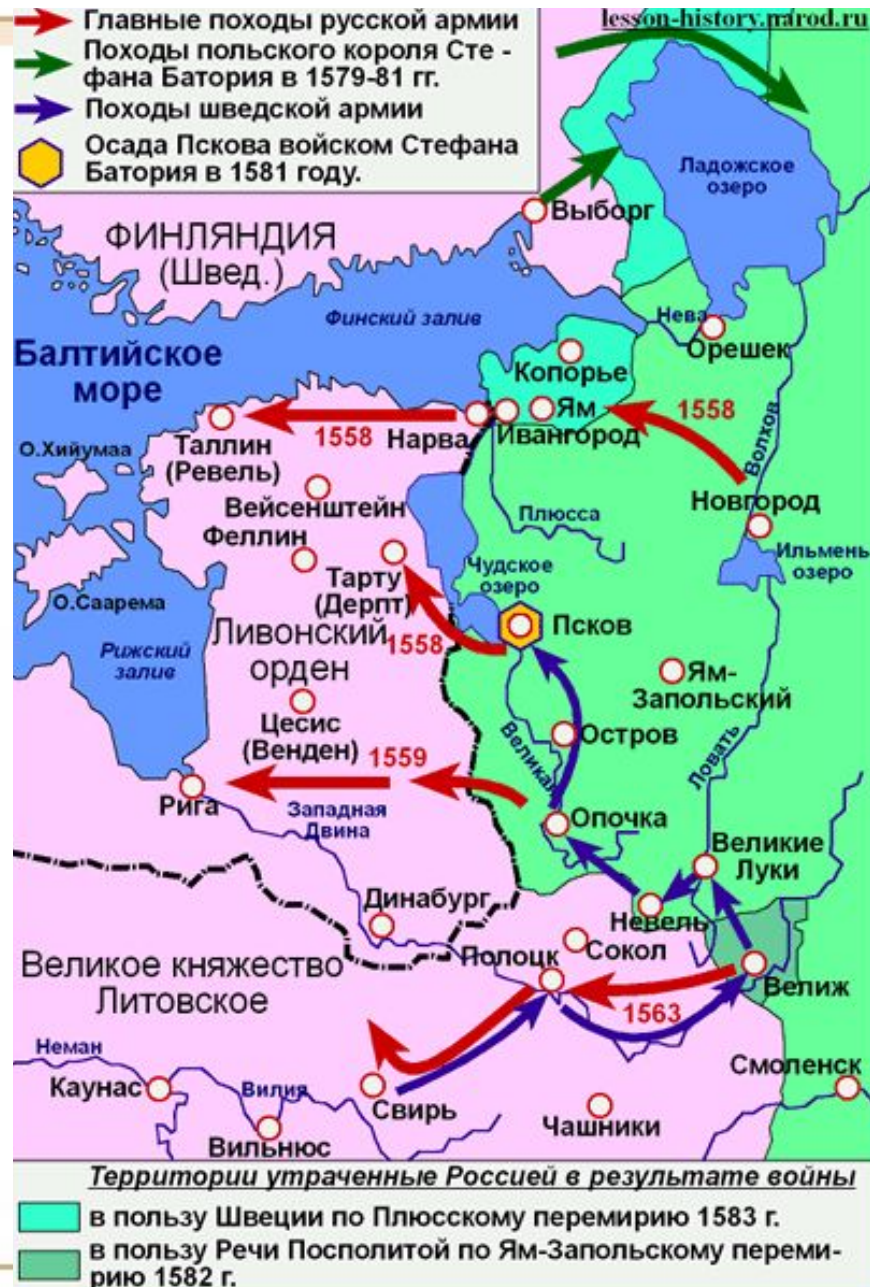 lesson-history.narod.ru
Главные походы русской армии
Походы польского короля Сте -
фана Батория в 1579-81 гг.
Походы шведской армии
Осада Пскова войском Стефана
Батория в 1581 году.
Ладожское
озеро
Выборг
ФИНЛЯНДИЯ
(Швед.)
Финский залив
Нева
Орешек
Балтийское
море
Копорье
Ям
1558
Ивангород
Нарва
1558
Таллин
(Ревель)
О.Хийумаа
Волхов
Вейсенштейн
Новгород
Плюсса
Феллин
Ильмень
озеро
Тарту
(Дерпт)
Чудское
озеро
О.Саарема
Псков
Ливонский
орден
1558
Рижский
залив
Ям-
Запольский
Цесис
(Венден)
Остров
Великая
Ловать
1559
Рига
Западная
Двина
Опочка
Великие
Луки
Динабург
Невель
Сокол
Полоцк
Великое княжество
Литовское
Велиж
1563
Неман
Смоленск
Каунас
Вилия
Свирь
Чашники
Вильнюс
Территории утраченные Россией в результате войны
в пользу Швеции по Плюсскому перемирию 1583 г.
в пользу Речи Посполитой по Ям-Запольскому переми-
рию 1582 г.